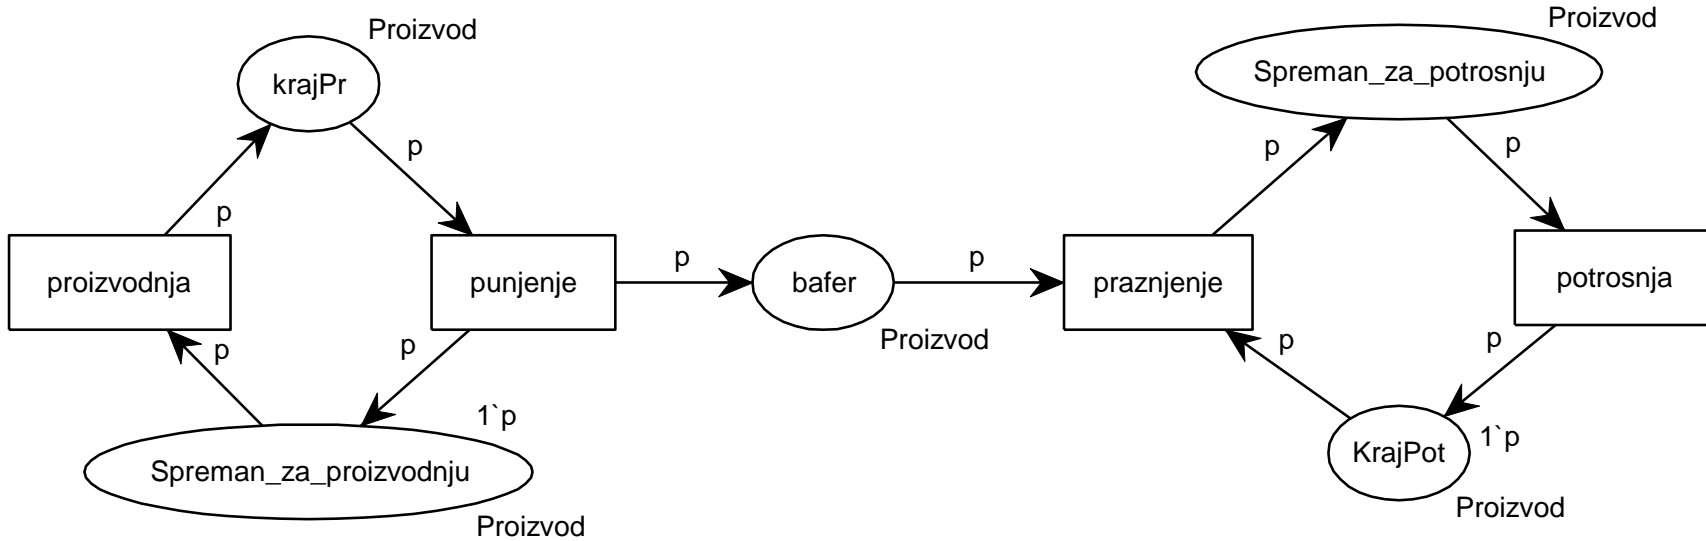 Proizvod
krajPr
p
p
proizvodnja
punjenje
p
p
p
1`p
Spreman_za_proizvodnju
Proizvod
bafer
Proizvod
p
Proizvod
Spreman_za_potrosnju
p
p
praznjenje
potrosnja
p
p
1`p
KrajPot
Proizvod